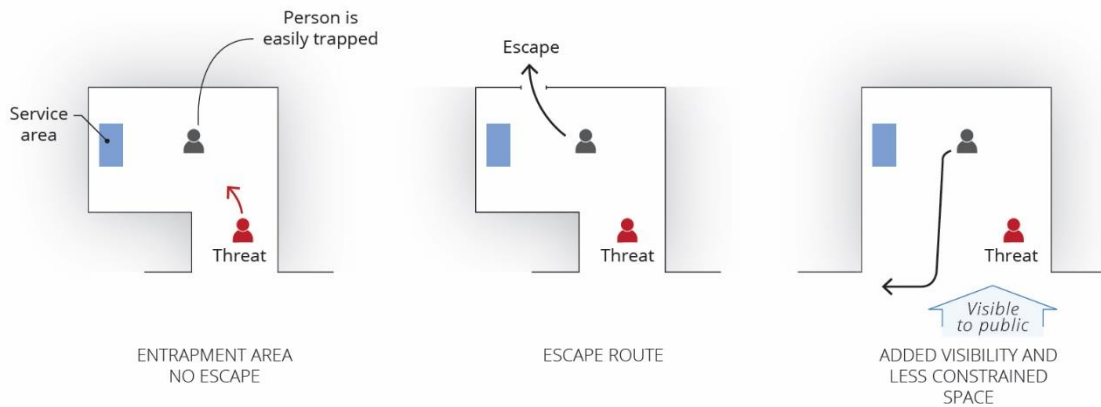 Person is
easily trapped
Service
area
Threat
ENTRAPMENT AREA
NO ESCAPE
Escape
Threat
ESCAPE ROUTE
Threat
Visible
to public
ADDED VISIBILITY AND
LESS CONSTRAINED
SPACE